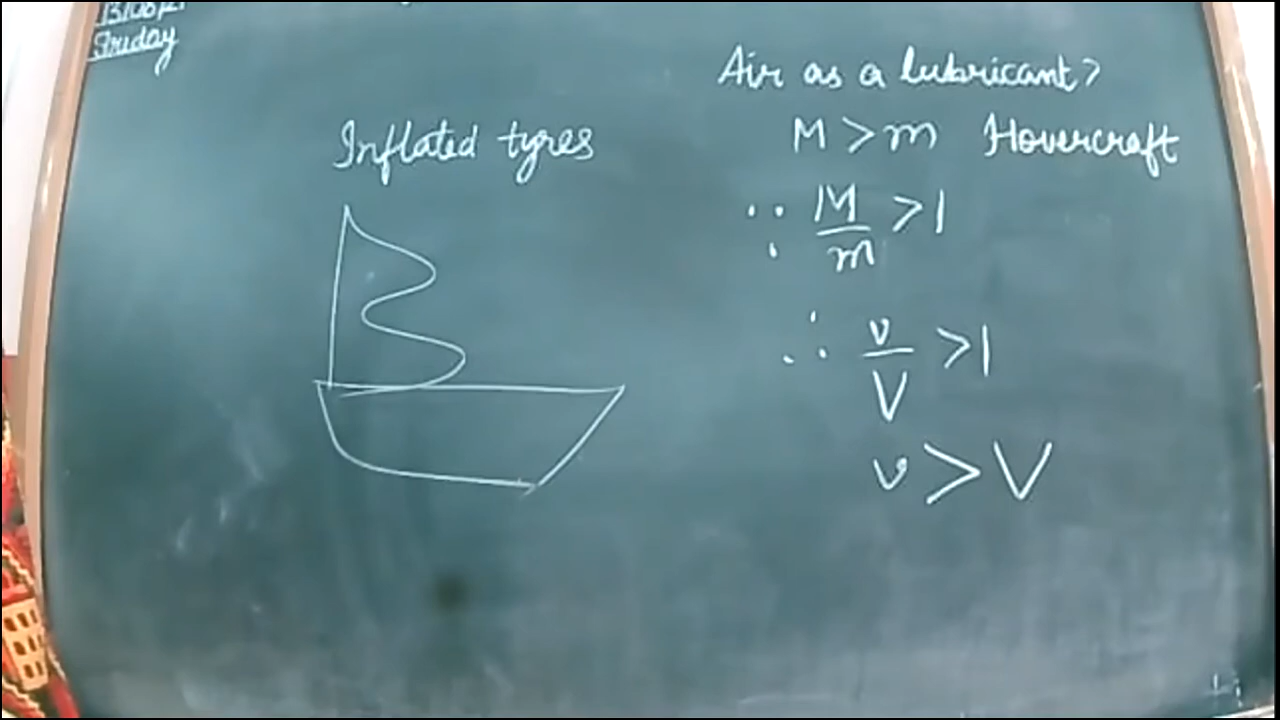 Friday
Air as a lubricant>
Inflated tyres
M > m Hovercraft
∵ M/m > 1
∴ v/V > 1
v > V